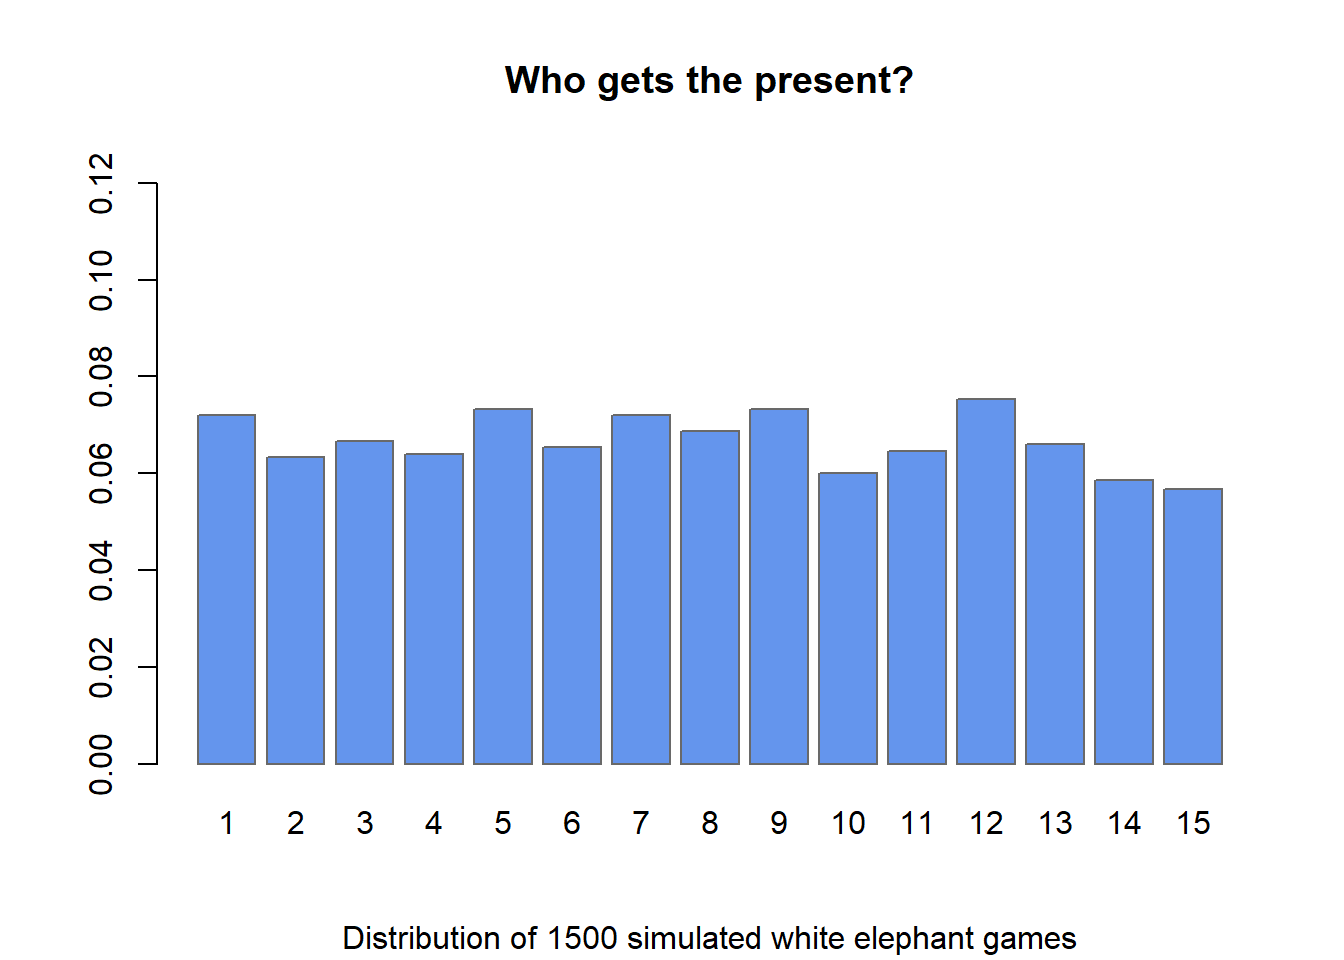 Who gets the present?
0.12
0.10
0.08
0.06
0.04
0.02
0.00
1 2 3 4 5 6 7 8 9 10 11 12 13 14 15
Distribution of 1500 simulated white elephant games